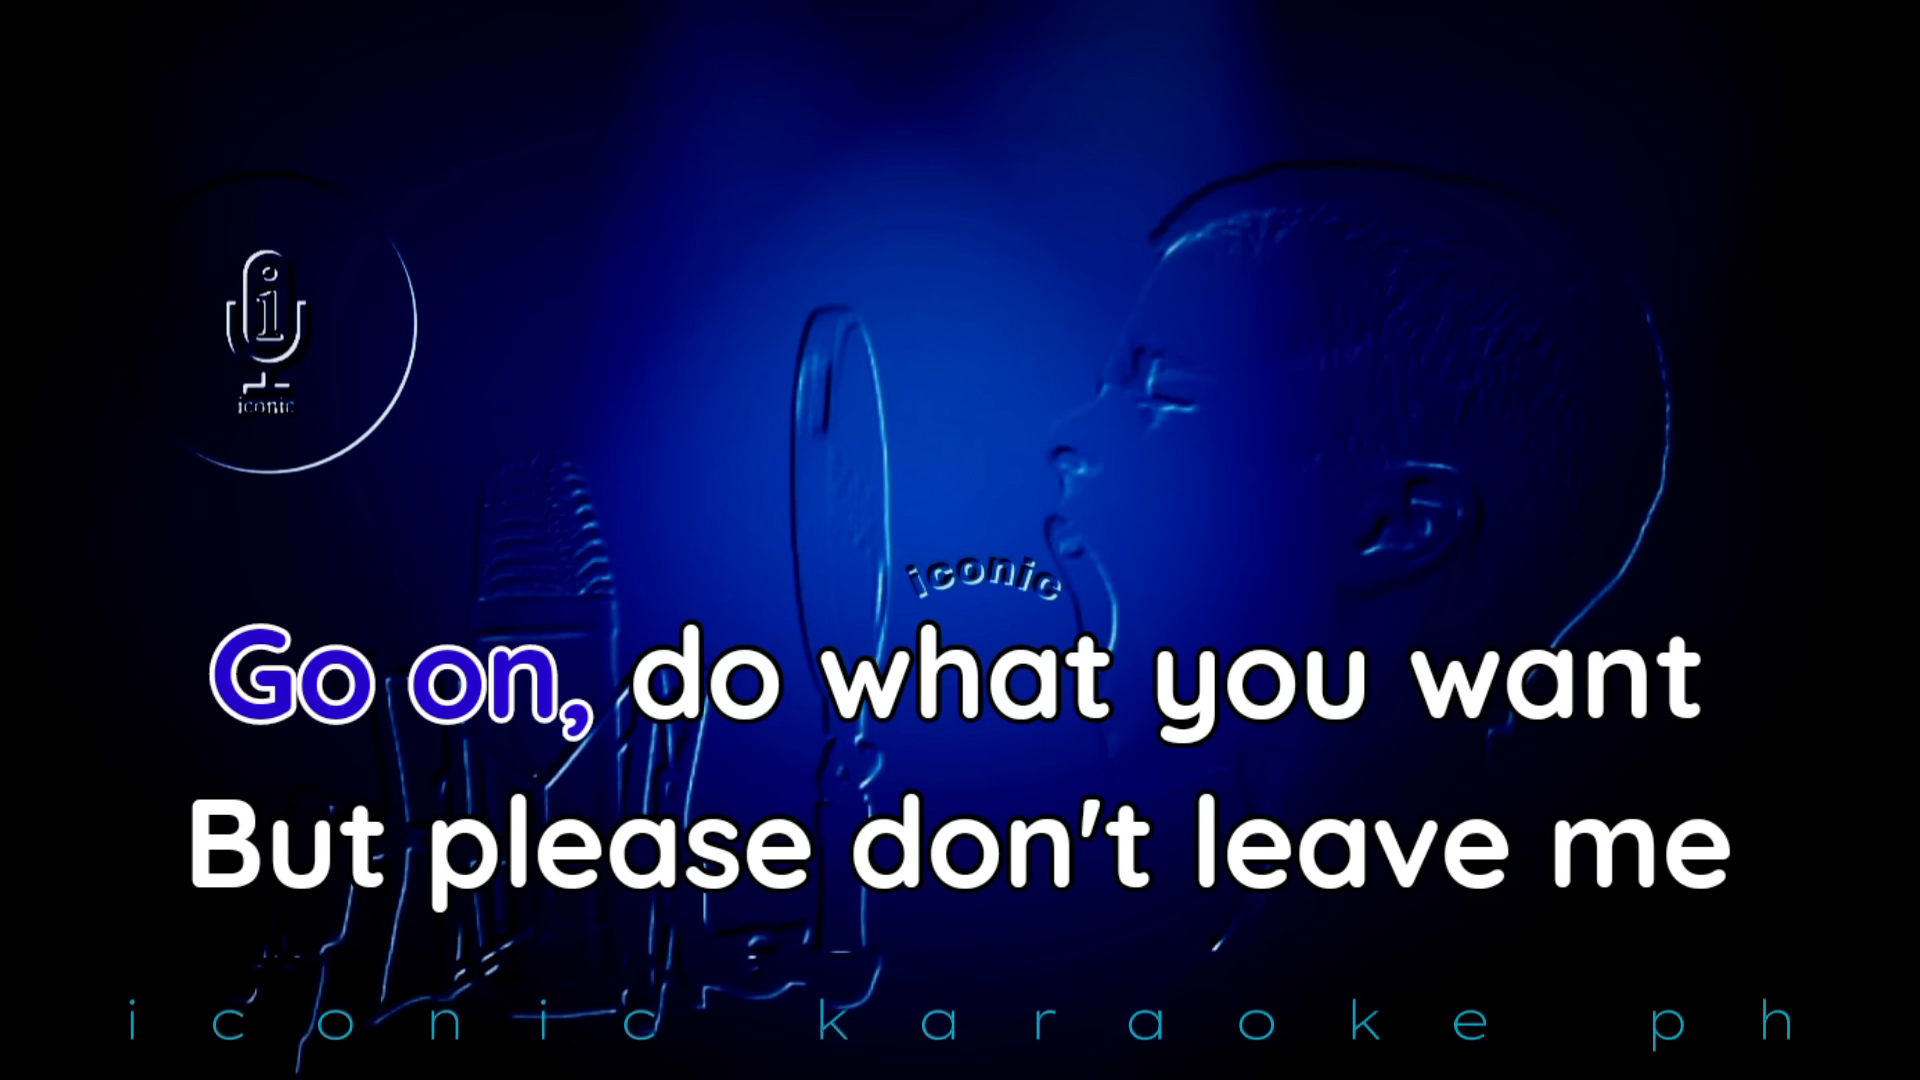 i
iconic
iconic
Go on, do what you want
But please don't leave me
iconic karaoke ph